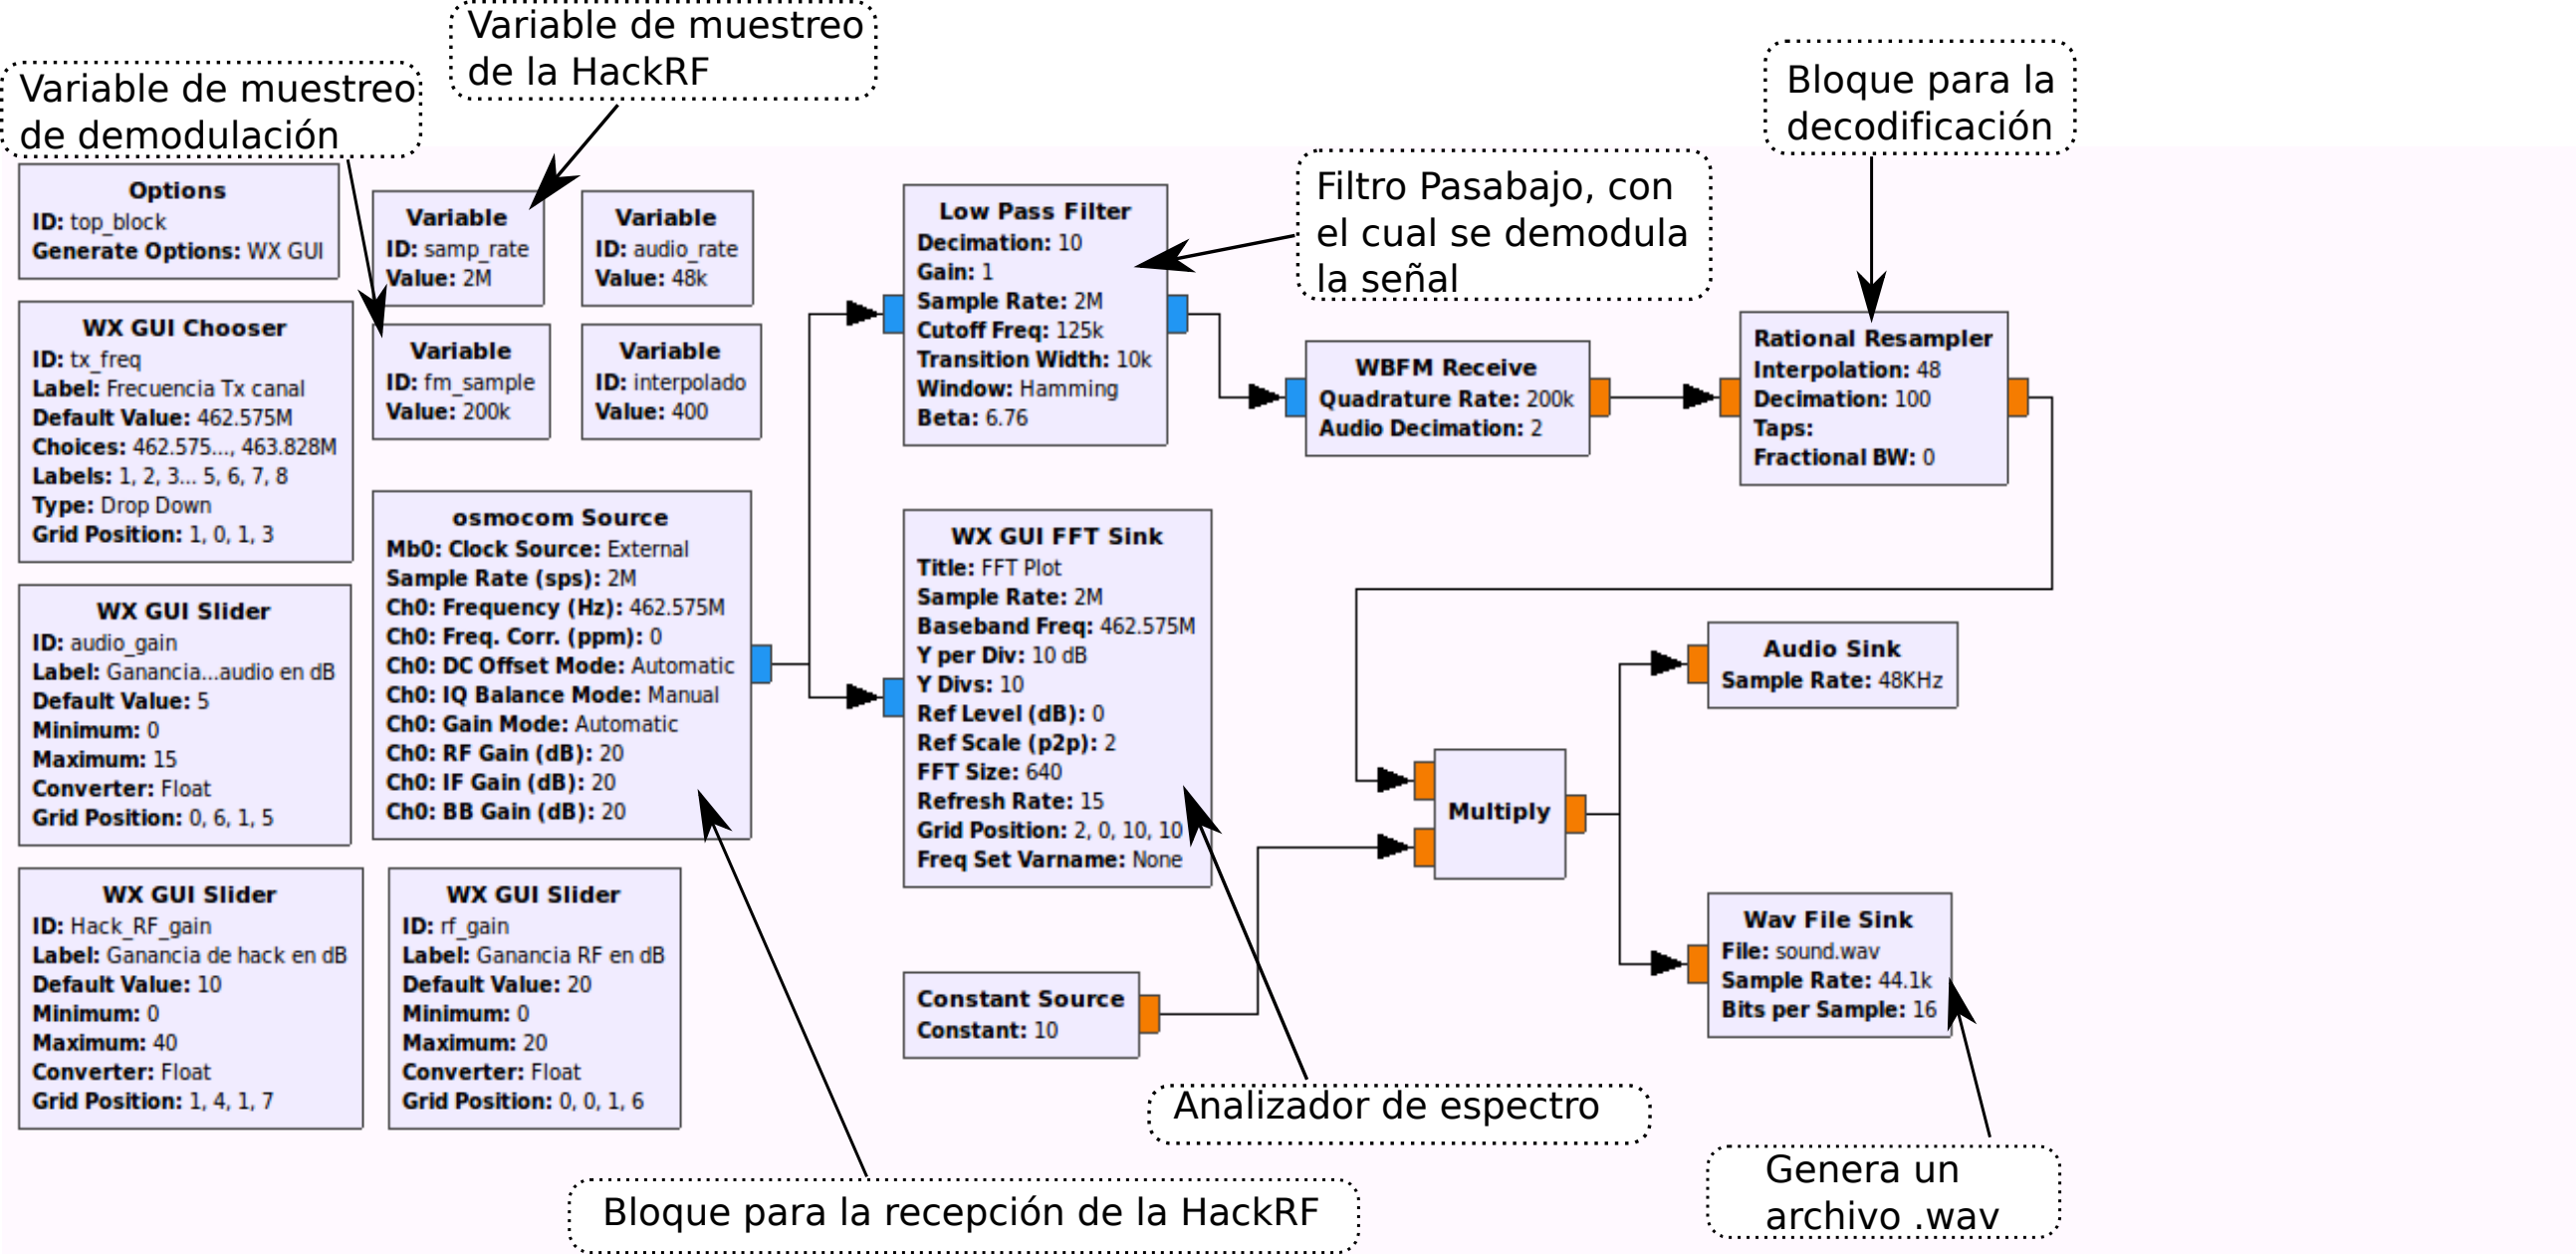 Variable de muestreo
de la HackRF
Variable de muestreo
de demodulación
Bloque para la
decodificación
Filtro Pasabajo, con
el cual se demodula
la señal
Options
ID: top_block
Generate Options: WX GUI
Variable
ID: samp_rate
Value: 2M
Variable
ID: audio_rate
Value: 48k
WX GUI Chooser
ID: tx_freq
Label: Frecuencia Tx canal
Default Value: 462.575M
Choices: 462.575..., 463.828M
Labels: 1, 2, 3... 5, 6, 7, 8
Type: Drop Down
Grid Position: 1, 0, 1, 3
Variable
ID: fm_sample
Value: 200k
Variable
ID: interpolado
Value: 400
Low Pass Filter
Decimation: 10
Gain: 1
Sample Rate: 2M
Cutoff Freq: 125k
Transition Width: 10k
Window: Hamming
Beta: 6.76
WBFM Receive
Quadrature Rate: 200k
Audio Decimation: 2
Rational Resampler
Interpolation: 48
Decimation: 100
Taps:
Fractional BW: 0
WX GUI Slider
ID: audio_gain
Label: Ganancia...audio en dB
Default Value: 5
Minimum: 0
Maximum: 15
Converter: Float
Grid Position: 0, 6, 1, 5
osmocom Source
Mb0: Clock Source: External
Sample Rate (sps): 2M
Ch0: Frequency (Hz): 462.575M
Ch0: Freq. Corr. (ppm): 0
Ch0: DC Offset Mode: Automatic
Ch0: IQ Balance Mode: Manual
Ch0: Gain Mode: Automatic
Ch0: RF Gain (dB): 20
Ch0: IF Gain (dB): 20
Ch0: BB Gain (dB): 20
WX GUI FFT Sink
Title: FFT Plot
Sample Rate: 2M
Baseband Freq: 462.575M
Y per Div: 10 dB
Y Divs: 10
Ref Level (dB): 0
Ref Scale (p2p): 2
FFT Size: 640
Refresh Rate: 15
Grid Position: 2, 0, 10, 10
Freq Set Varname: None
Audio Sink
Sample Rate: 48KHz
Multiply
WX GUI Slider
ID: Hack_RF_gain
Label: Ganancia de hack en dB
Default Value: 10
Minimum: 0
Maximum: 40
Converter: Float
Grid Position: 1, 4, 1, 7
WX GUI Slider
ID: rf_gain
Label: Ganancia RF en dB
Default Value: 20
Minimum: 0
Maximum: 20
Converter: Float
Grid Position: 0, 0, 1, 6
Constant Source
Constant: 10
Wav File Sink
File: sound.wav
Sample Rate: 44.1k
Bits per Sample: 16
Analizador de espectro
Bloque para la recepción de la HackRF
Genera un
archivo .wav